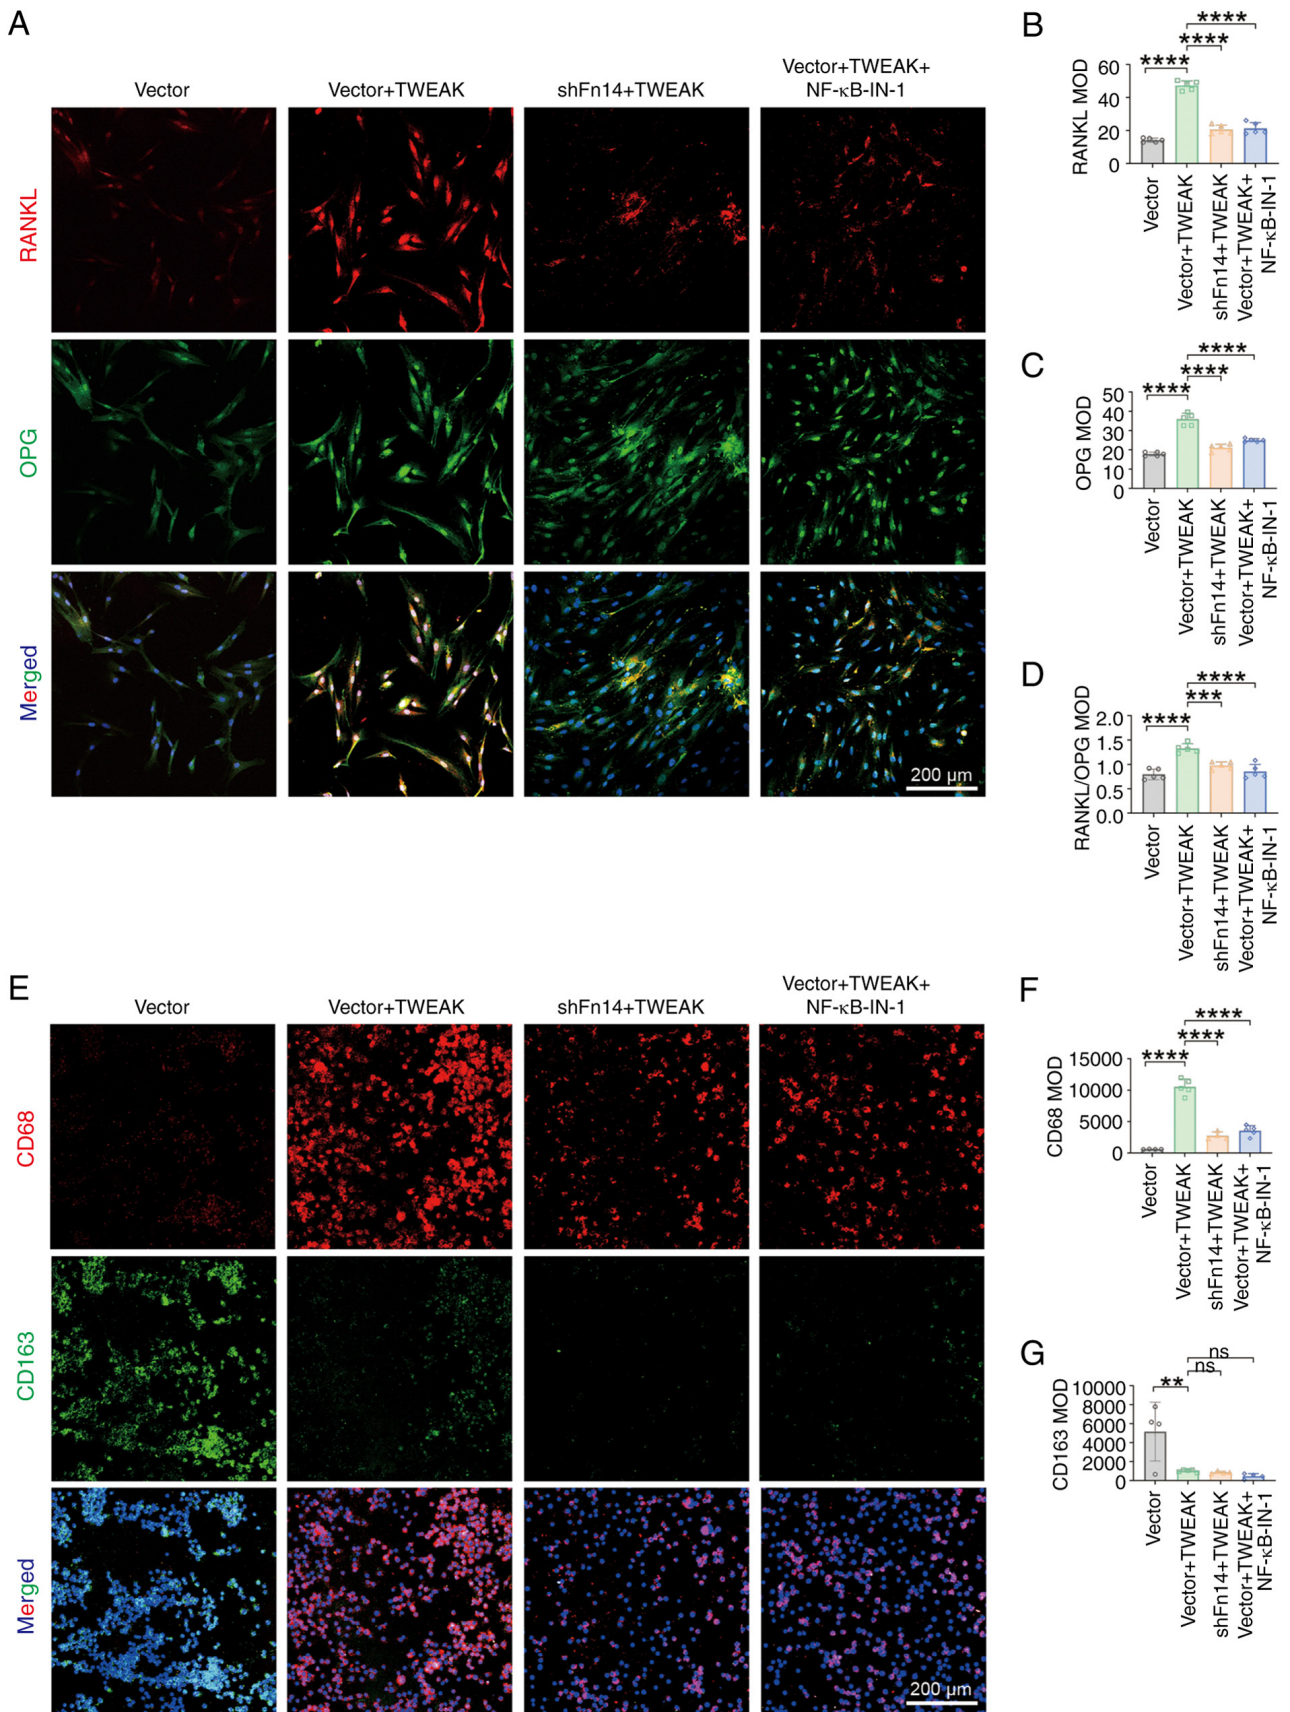 A
Vector
Vector+TWEAK
shFn14+TWEAK
Vector+TWEAK+
NF-κB-IN-1
RANKL
OPG
Merged
200 µm
B
****
****
****
RANKL MOD
60
40
20
0
Vector
Vector+TWEAK
shFn14+TWEAK
Vector+TWEAK+
NF-κB-IN-1
C
****
****
****
OPG MOD
50
40
30
20
10
0
Vector
Vector+TWEAK
shFn14+TWEAK
Vector+TWEAK+
NF-κB-IN-1
D
****
***
****
RANKL/OPG MOD
2.0
1.5
1.0
0.5
0.0
Vector
Vector+TWEAK
shFn14+TWEAK
Vector+TWEAK+
NF-κB-IN-1
E
Vector
Vector+TWEAK
shFn14+TWEAK
Vector+TWEAK+
NF-κB-IN-1
CD68
CD163
Merged
200 µm
F
****
****
****
CD68 MOD
15000
10000
5000
0
Vector
Vector+TWEAK
shFn14+TWEAK
Vector+TWEAK+
NF-κB-IN-1
G
ns
ns
**
CD163 MOD
10000
8000
6000
4000
2000
0
Vector
Vector+TWEAK
shFn14+TWEAK
Vector+TWEAK+
NF-κB-IN-1